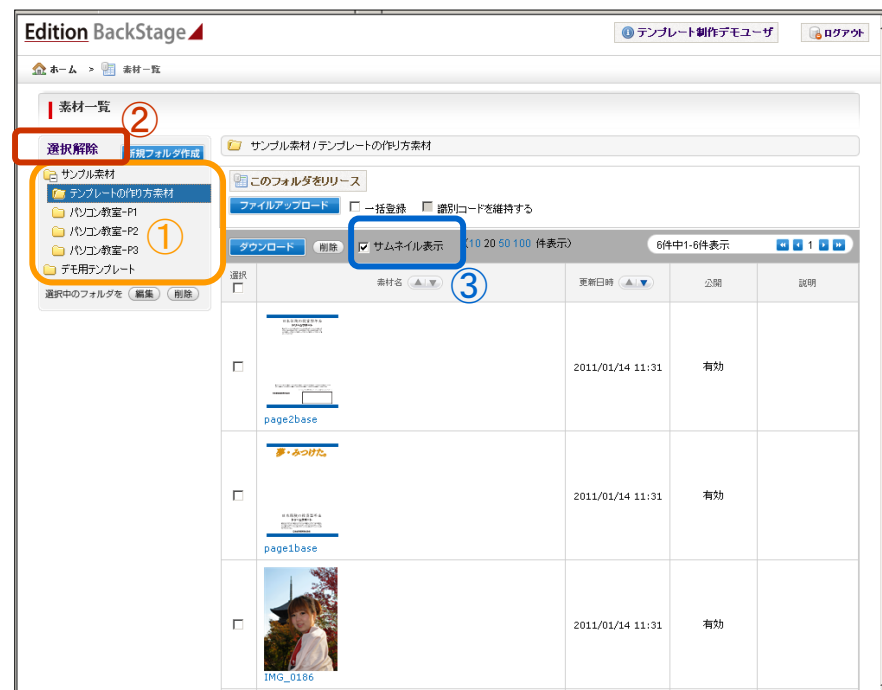 Edition BackStage
テンプレート制作デモユーザ
ログアウト
ホーム > 素材一覧
素材一覧
②
選択解除
新規フォルダ作成
サンプル素材
テンプレートの作り方素材
パソコン教室-P1
パソコン教室-P2
パソコン教室-P3
デモ用テンプレート
①
選択中のフォルダを 編集 削除
サンプル素材 / テンプレートの作り方素材
このフォルダをリリース
ファイルアップロード 一括登録 識別コードを維持する
ダウンロード 削除 サムネイル表示 (10 20 50 100 件表示) 6件中1-6件表示 1
③
選択 素材名 更新日時 公開 説明
2011/01/14 11:31 有効
page2base
夢・みつけた。
2011/01/14 11:31 有効
page1base
2011/01/14 11:31 有効
IMG_0186